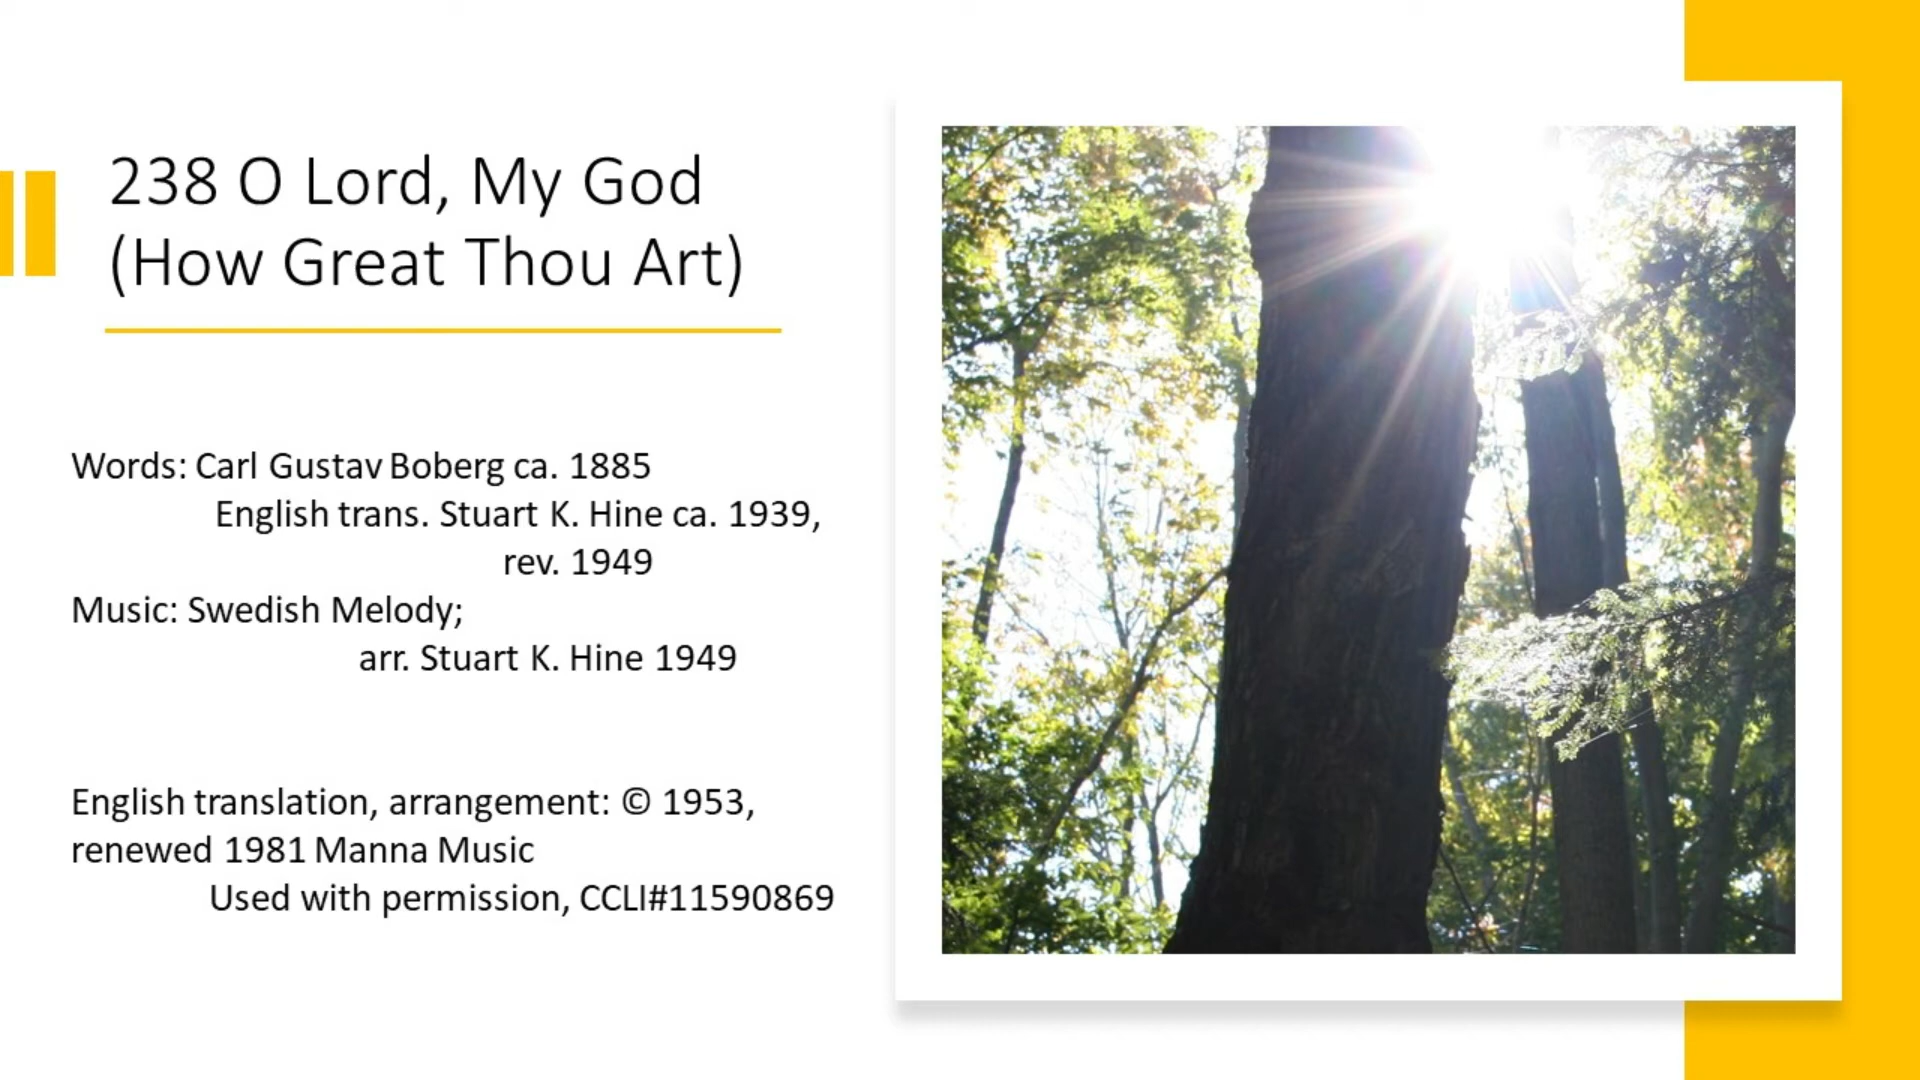 238 O Lord, My God
(How Great Thou Art)
Words: Carl Gustav Boberg ca. 1885
English trans. Stuart K. Hine ca. 1939,
rev. 1949
Music: Swedish Melody;
arr. Stuart K. Hine 1949
English translation, arrangement: © 1953,
renewed 1981 Manna Music
Used with permission, CCLI#11590869